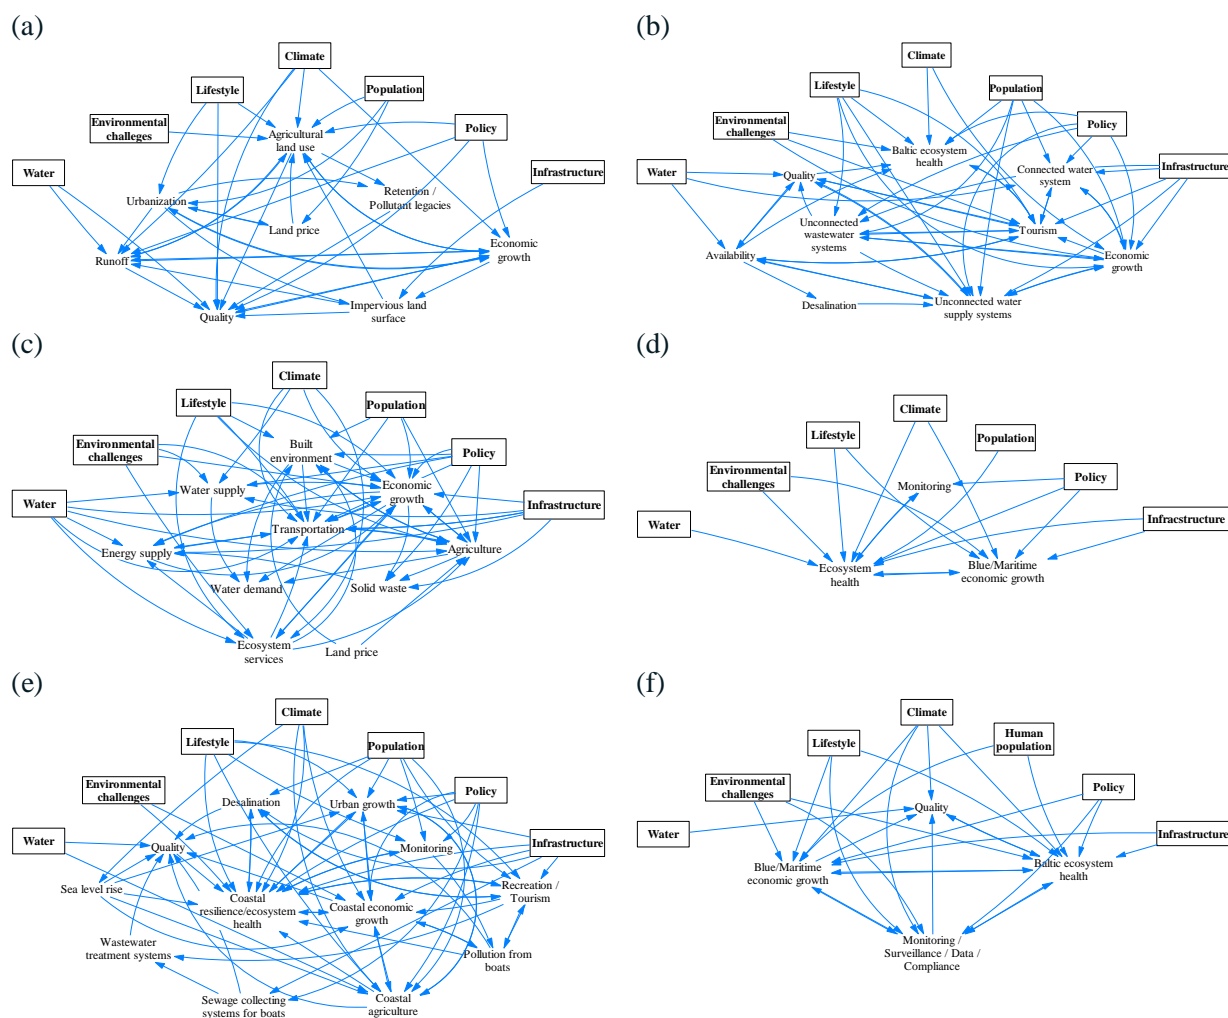 (a)
Climate
Lifestyle
Population
Environmental
challeges
Policy
Agricultural
land use
Water
Infrastructure
Urbanization
Retention /
Pollutant legacies
Land price
Economic
growth
Runoff
Impervious land
surface
Quality
(b)
Climate
Lifestyle
Population
Environmental
challenges
Policy
Baltic ecosystem
health
Water
Quality
Connected water
system
Infrastructure
Unconnected
wastewater
systems
Tourism
Availability
Economic
growth
Desalination
Unconnected water
supply systems
(c)
Climate
Lifestyle
Population
Environmental
challenges
Built
environment
Policy
Water
Water supply
Economic
growth
Infrastructure
Transportation
Energy supply
Agriculture
Water demand
Solid waste
Ecosystem
services
Land price
(d)
Climate
Lifestyle
Population
Environmental
challenges
Monitoring
Policy
Water
Infracstructure
Ecosystem
health
Blue/Maritime
economic growth
(e)
Climate
Lifestyle
Population
Environmental
challenges
Desalination
Urban growth
Policy
Water
Quality
Monitoring
Infrastructure
Sea level rise
Coastal
resilience/ecosystem
health
Coastal economic
growth
Recreation /
Tourism
Wastewater
treatment systems
Pollution from
boats
Sewage collecting
systems for boats
Coastal
agriculture
(f)
Climate
Lifestyle
Human
population
Environmental
challenges
Policy
Quality
Water
Infrastructure
Blue/Maritime
economic growth
Baltic ecosystem
health
Monitoring /
Surveillance / Data /
Compliance